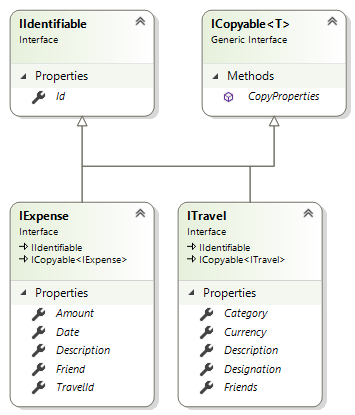 IIdentifiable
Interface
Properties
Id
ICopyable<T>
Generic Interface
Methods
CopyProperties
IExpense
Interface
IIdentifiable
ICopyable<IExpense>
Properties
Amount
Date
Description
Friend
TravelId
ITravel
Interface
IIdentifiable
ICopyable<ITravel>
Properties
Category
Currency
Description
Designation
Friends